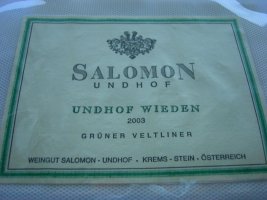 SALOMON
UNDHOF
UNDHOF WIEDEN
2003
GRÜNER VELTLINER
WEINGUT SALOMON - UNDHOF · KREMS - STEIN · ÖSTERREICH